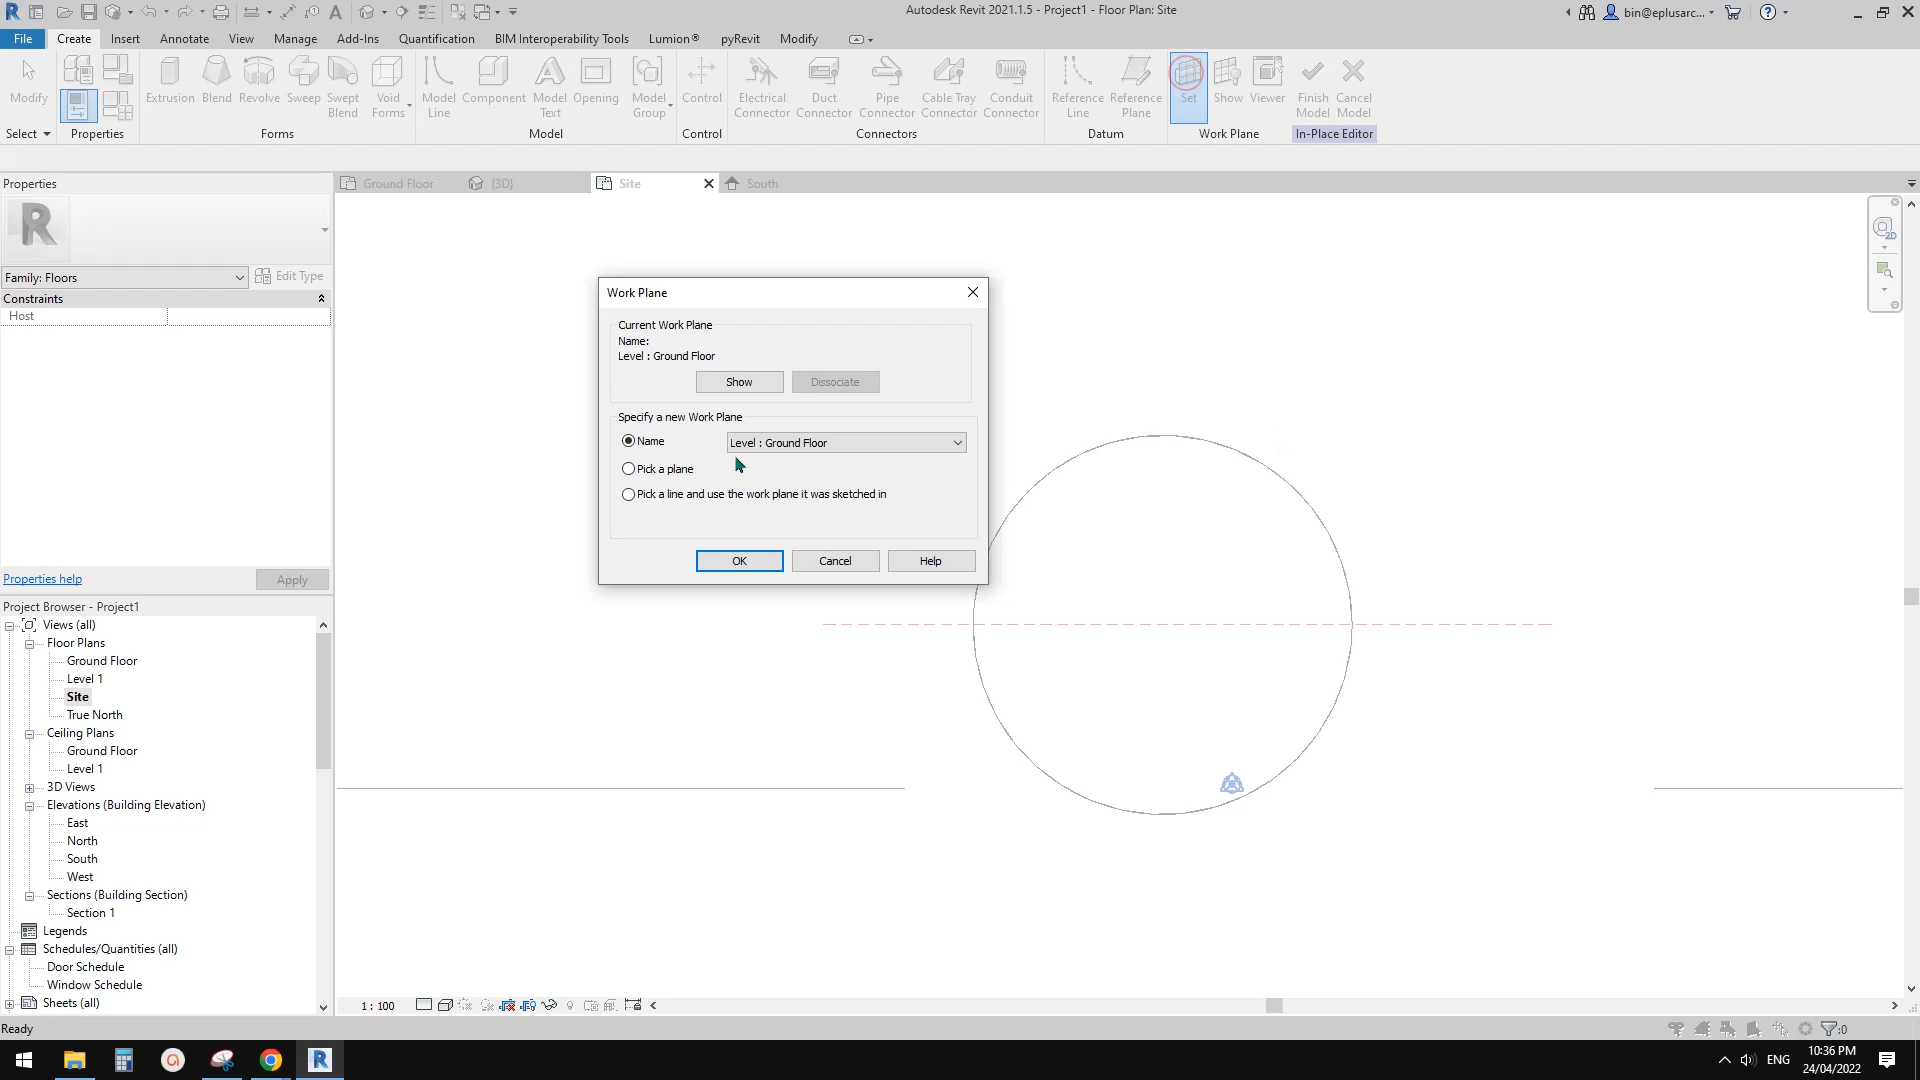 Autodesk Revit 2021.1.5 - Project1 - Floor Plan: Site
bin@eplusarc...
File Create Insert Annotate View Manage Add-Ins Quantification BIM Interoperability Tools Lumion® pyRevit Modify
Modify
Extrusion Blend Revolve Sweep Swept Blend Void Forms
Model Line Component Model Text Opening Model Group
Control
Electrical Connector Duct Connector Pipe Connector Cable Tray Connector Conduit Connector
Reference Line Reference Plane
Set Show Viewer
Finish Model Cancel Model
Select Properties Forms Model Control Connectors Datum Work Plane In-Place Editor
Properties
Ground Floor {3D} Site South
R
Family: Floors Edit Type
Constraints
Host
Properties help Apply
Project Browser - Project1
Views (all)
Floor Plans
Ground Floor
Level 1
Site
True North
Ceiling Plans
Ground Floor
Level 1
3D Views
Elevations (Building Elevation)
East
North
South
West
Sections (Building Section)
Section 1
Legends
Schedules/Quantities (all)
Door Schedule
Window Schedule
Sheets (all)
Work Plane
Current Work Plane
Name:
Level : Ground Floor
Show Dissociate
Specify a new Work Plane
Name Level : Ground Floor
Pick a plane
Pick a line and use the work plane it was sketched in
OK Cancel Help
2D
1 : 100
Ready
:0
ENG
10:36 PM
24/04/2022